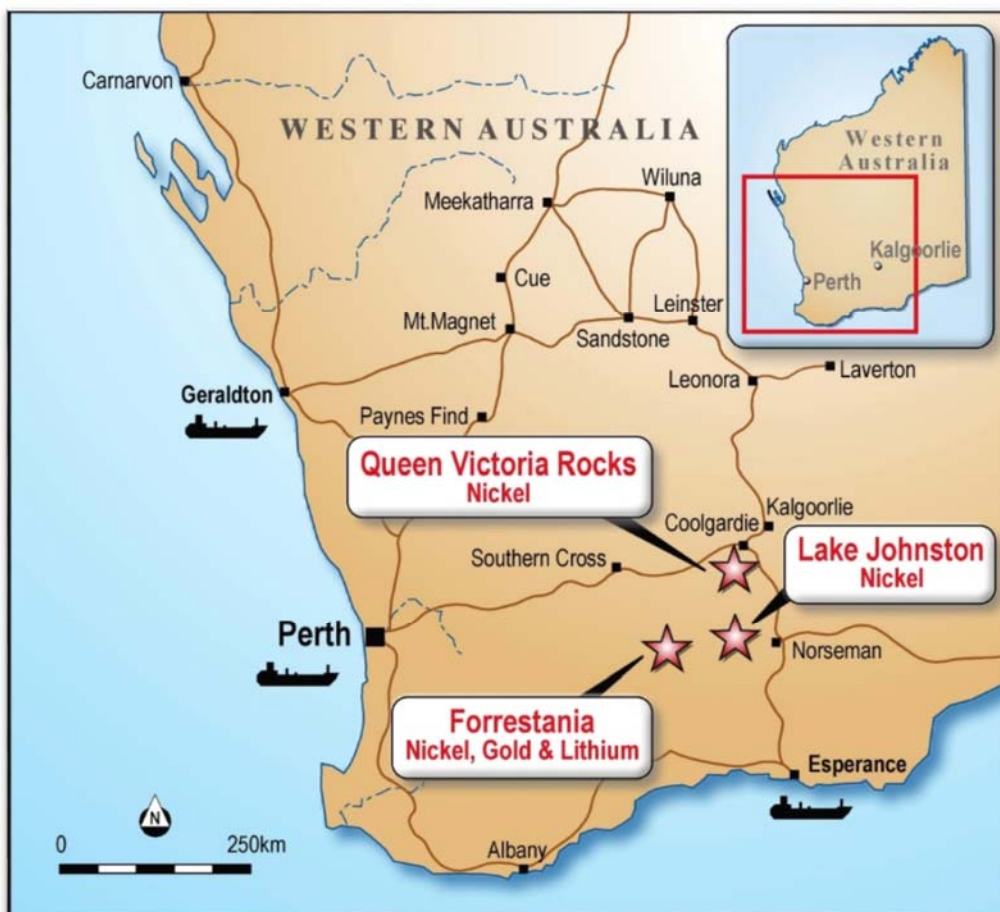 Carnarvon
WESTERN AUSTRALIA
Western
Australia
Kalgoorlie
Perth
Wiluna
Meekatharra
Cue
Leinster
Mt.Magnet
Sandstone
Laverton
Leonora
Geraldton
Paynes Find
Queen Victoria Rocks
Nickel
Kalgoorlie
Coolgardie
Southern Cross
Lake Johnston
Nickel
Perth
Norseman
Forrestania
Nickel, Gold & Lithium
Esperance
N
0 250km
Albany